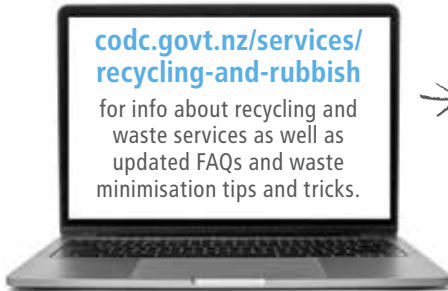 codc.govt.nz/services/
recycling-and-rubbish
for info about recycling and
waste services as well as
updated FAQs and waste
minimisation tips and tricks.